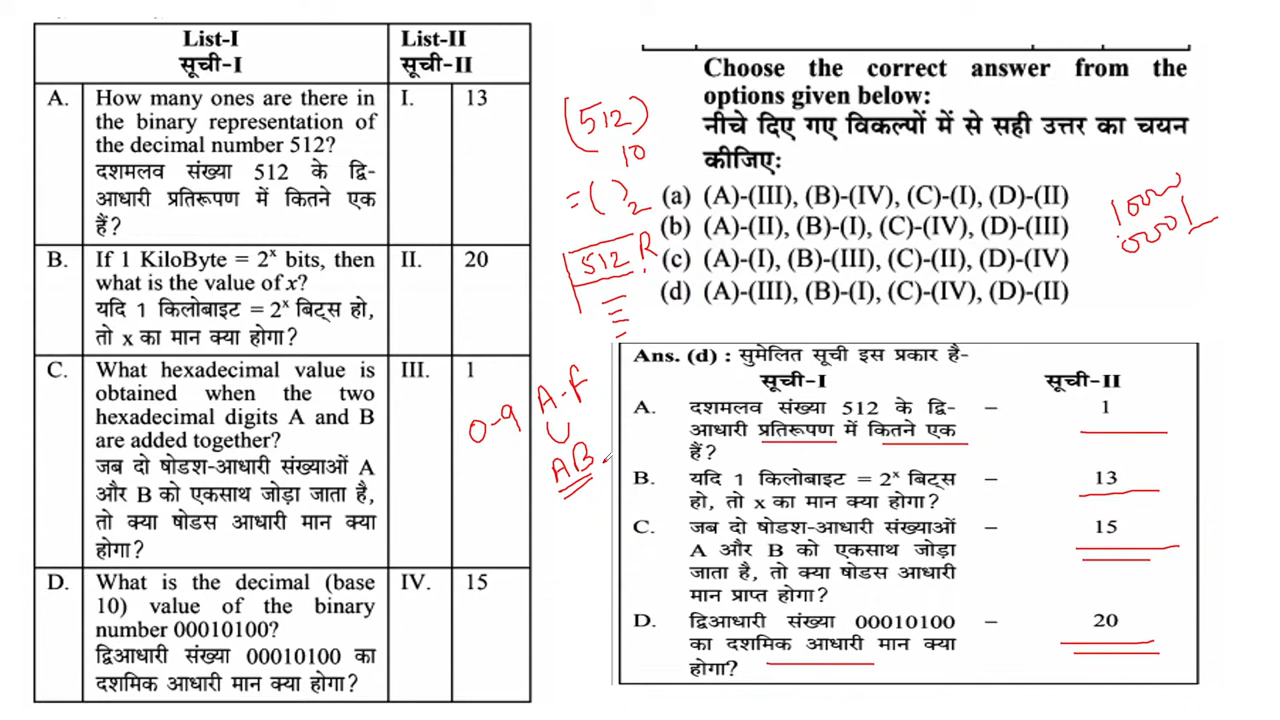 List-I
सूची-I
List-II
सूची-II
A.
How many ones are there in
the binary representation of
the decimal number 512?
दशमलव संख्या 512 के द्वि-
आधारी प्रतिरूपण में कितने एक
हैं?
I.
13
B.
If 1 KiloByte = 2ˣ bits, then
what is the value of x?
यदि 1 किलोबाइट = 2ˣ बिट्स हो,
तो x का मान क्या होगा?
II.
20
C.
What hexadecimal value is
obtained when the two
hexadecimal digits A and B
are added together?
जब दो षोडश-आधारी संख्याओं A
और B को एकसाथ जोड़ा जाता है,
तो क्या षोडस आधारी मान क्या
होगा?
III.
1
D.
What is the decimal (base
10) value of the binary
number 00010100?
द्विआधारी संख्या 00010100 का
दशमिक आधारी मान क्या होगा?
IV.
15
(512)
10
= ( )2
512 R
0-9 A-F
AB
Choose the correct answer from the
options given below:
नीचे दिए गए विकल्पों में से सही उत्तर का चयन
कीजिए:
(a) (A)-(III), (B)-(IV), (C)-(I), (D)-(II)
(b) (A)-(II), (B)-(I), (C)-(IV), (D)-(III)
(c) (A)-(I), (B)-(III), (C)-(II), (D)-(IV)
(d) (A)-(III), (B)-(I), (C)-(IV), (D)-(II)
Ans. (d) : सुमेलित सूची इस प्रकार है-
सूची-I
सूची-II
A. दशमलव संख्या 512 के द्वि- – 1
आधारी प्रतिरूपण में कितने एक
हैं?
B. यदि 1 किलोबाइट = 2ˣ बिट्स – 13
हो, तो x का मान क्या होगा?
C. जब दो षोडश-आधारी संख्याओं – 15
A और B को एकसाथ जोड़ा
जाता है, तो क्या षोडस आधारी
मान प्राप्त होगा?
D. द्विआधारी संख्या 00010100 – 20
का दशमिक आधारी मान क्या
होगा?